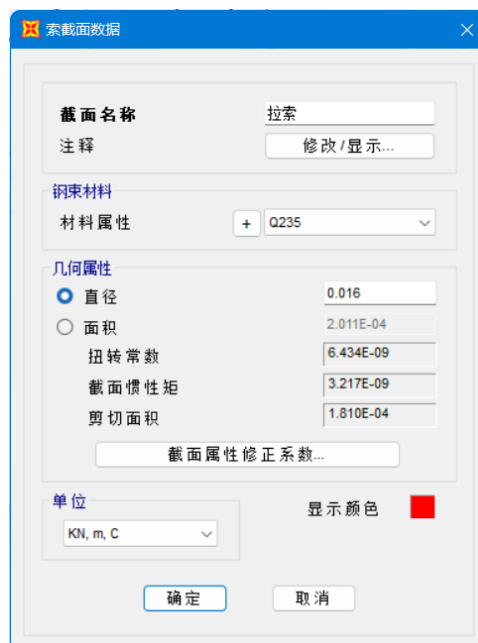 索截面数据
截面名称 拉索
注释 修改/显示...
钢束材料
材料属性 + Q235
几何属性
直径 0.016
面积 2.011E-04
扭转常数 6.434E-09
截面惯性矩 3.217E-09
剪切面积 1.810E-04
截面属性修正系数...
单位
显示颜色
KN, m, C
确定 取消